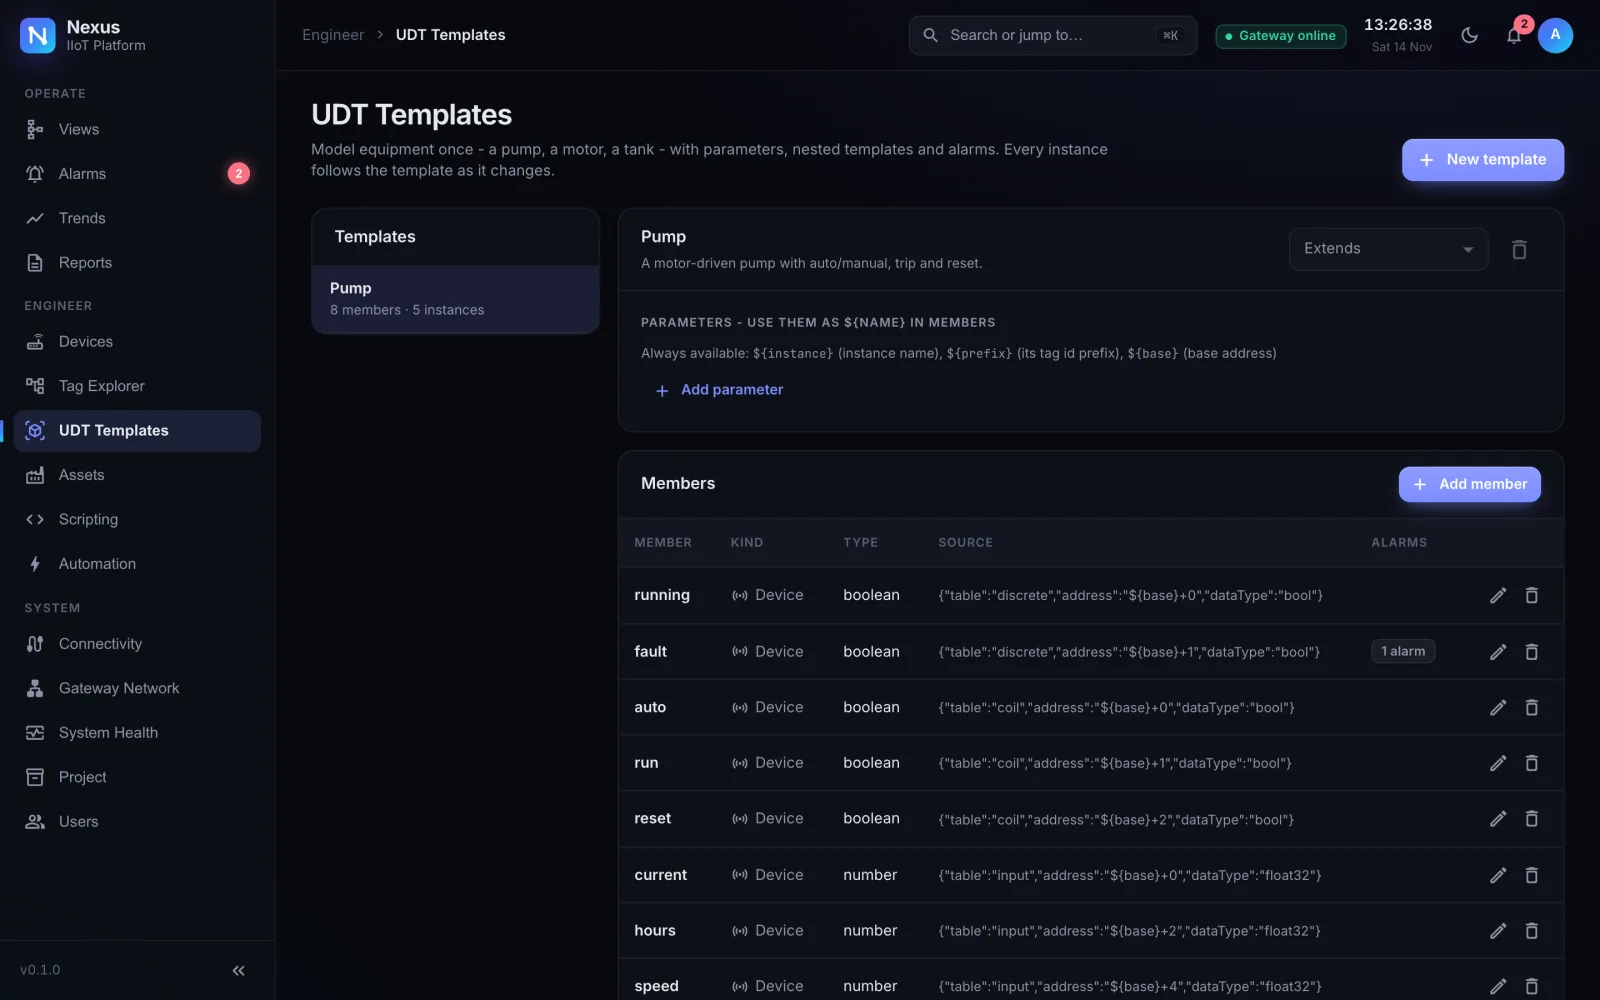 Nexus
IIoT Platform
Engineer > UDT Templates
Search or jump to…
⌘K
Gateway online
13:26:38
Sat 14 Nov
2
A
OPERATE
Views
Alarms
2
Trends
Reports
ENGINEER
Devices
Tag Explorer
UDT Templates
Assets
Scripting
Automation
SYSTEM
Connectivity
Gateway Network
System Health
Project
Users
v0.1.0
UDT Templates
Model equipment once - a pump, a motor, a tank - with parameters, nested templates and alarms. Every instance
follows the template as it changes.
New template
Templates
Pump
8 members · 5 instances
Pump
A motor-driven pump with auto/manual, trip and reset.
Extends
PARAMETERS - USE THEM AS ${NAME} IN MEMBERS
Always available: ${instance} (instance name), ${prefix} (its tag id prefix), ${base} (base address)
Add parameter
Members
Add member
MEMBER KIND TYPE SOURCE ALARMS
running Device boolean {"table":"discrete","address":"${base}+0","dataType":"bool"}
fault Device boolean {"table":"discrete","address":"${base}+1","dataType":"bool"} 1 alarm
auto Device boolean {"table":"coil","address":"${base}+0","dataType":"bool"}
run Device boolean {"table":"coil","address":"${base}+1","dataType":"bool"}
reset Device boolean {"table":"coil","address":"${base}+2","dataType":"bool"}
current Device number {"table":"input","address":"${base}+0","dataType":"float32"}
hours Device number {"table":"input","address":"${base}+2","dataType":"float32"}
speed Device number {"table":"input","address":"${base}+4","dataType":"float32"}